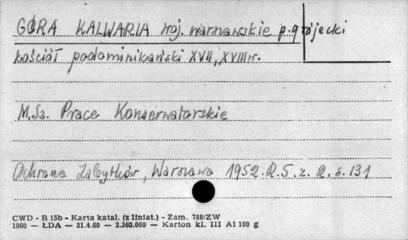 GÓRA KALWARIA woj. warszawskie p. grójecki
kościół podominikański XVII, XVIII w.
M.Sz. Prace Konserwatorskie
Ochrona Zabytków, Warszawa 1952.R.5.z.2.s.131
CWD - B 15b - Karta katal. (z liniat.) - Zam. 788/ZW
1060 — ŁDA — 21.4.60 — 2.360.000 — Karton kl. III A1 160 g